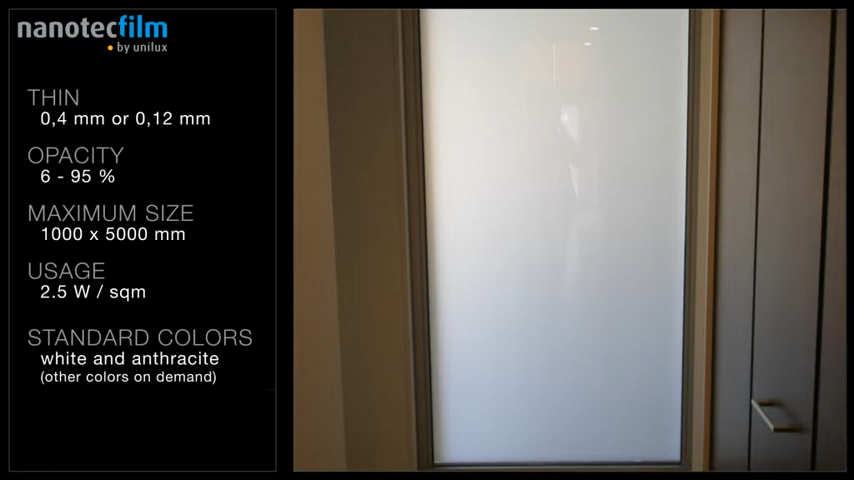 nanotecfilm
by unilux
THIN
0,4 mm or 0,12 mm
OPACITY
6 - 95 %
MAXIMUM SIZE
1000 x 5000 mm
USAGE
2.5 W / sqm
STANDARD COLORS
white and anthracite
(other colors on demand)